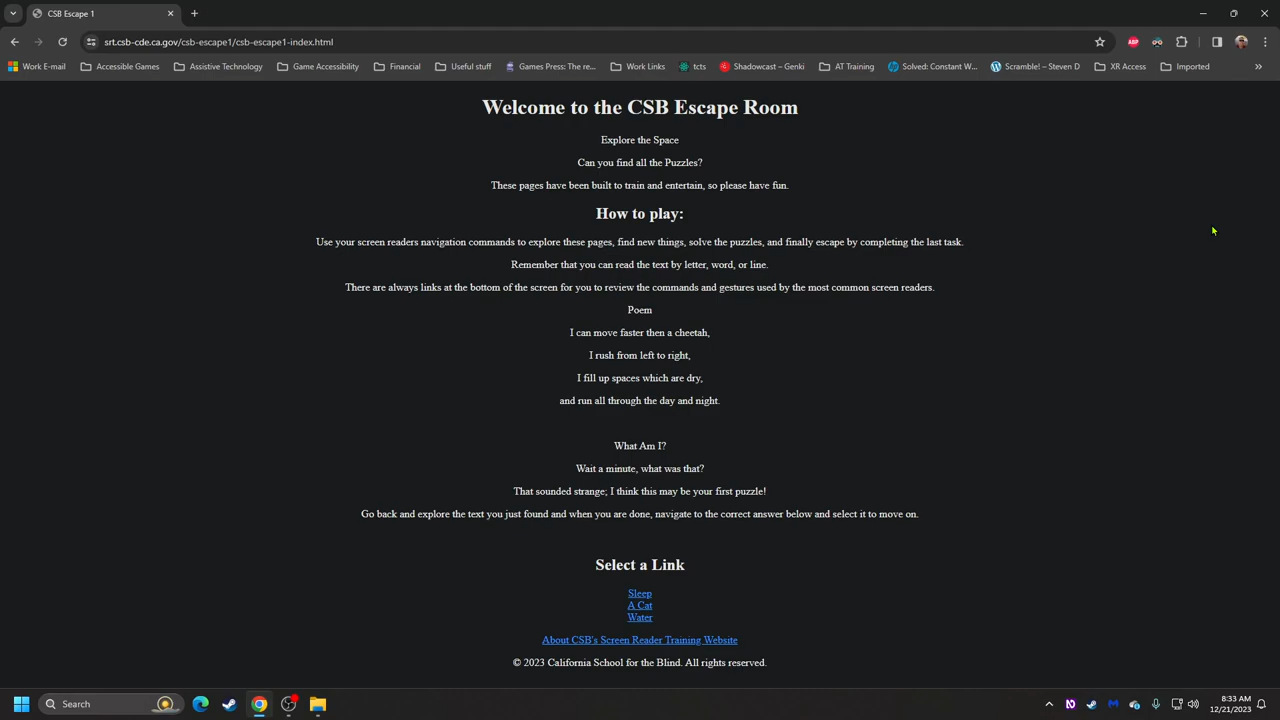 CSB Escape 1
srt.csb-cde.ca.gov/csb-escape1/csb-escape1-index.html
ABP
Work E-mail
Accessible Games
Assistive Technology
Game Accessibility
Financial
Useful stuff
Games Press: The re...
Work Links
tcts
Shadowcast – Genki
AT Training
Solved: Constant W...
Scramble! – Steven D
XR Access
Imported
Welcome to the CSB Escape Room
Explore the Space
Can you find all the Puzzles?
These pages have been built to train and entertain, so please have fun.
How to play:
Use your screen readers navigation commands to explore these pages, find new things, solve the puzzles, and finally escape by completing the last task.
Remember that you can read the text by letter, word, or line.
There are always links at the bottom of the screen for you to review the commands and gestures used by the most common screen readers.
Poem
I can move faster then a cheetah,
I rush from left to right,
I fill up spaces which are dry,
and run all through the day and night.
What Am I?
Wait a minute, what was that?
That sounded strange; I think this may be your first puzzle!
Go back and explore the text you just found and when you are done, navigate to the correct answer below and select it to move on.
Select a Link
Sleep
A Cat
Water
About CSB's Screen Reader Training Website
© 2023 California School for the Blind. All rights reserved.
Search
8:33 AM
12/21/2023